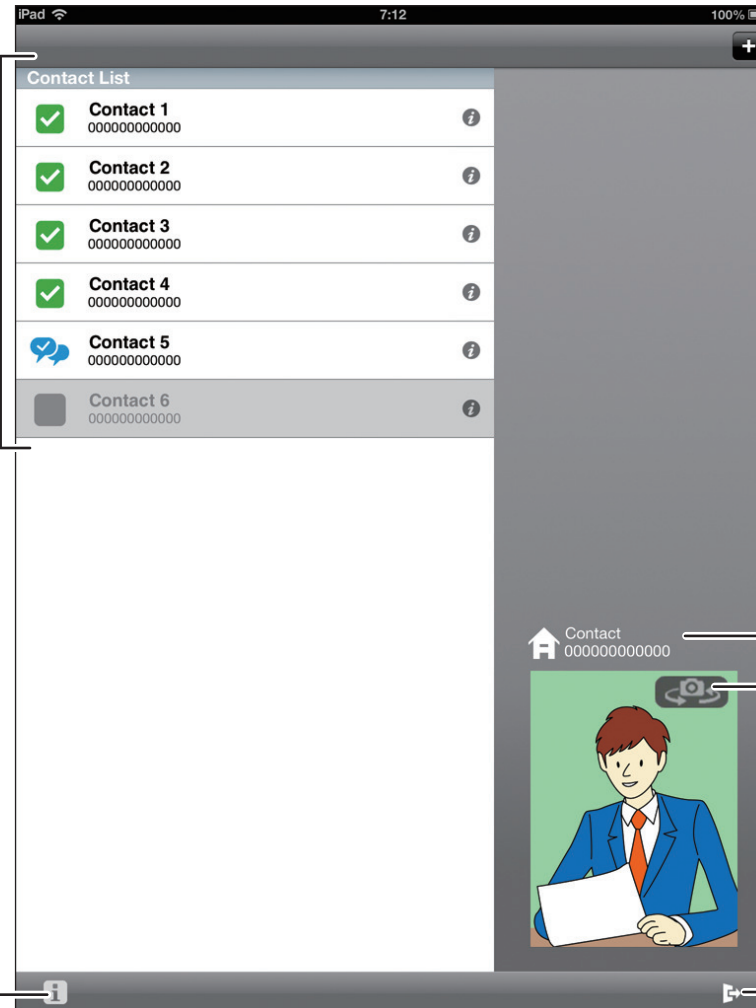 iPad 7:12 100%
+
Contact List
Contact 1
000000000000
i
Contact 2
000000000000
i
Contact 3
000000000000
i
Contact 4
000000000000
i
Contact 5
000000000000
i
Contact 6
000000000000
i
Contact
000000000000
i